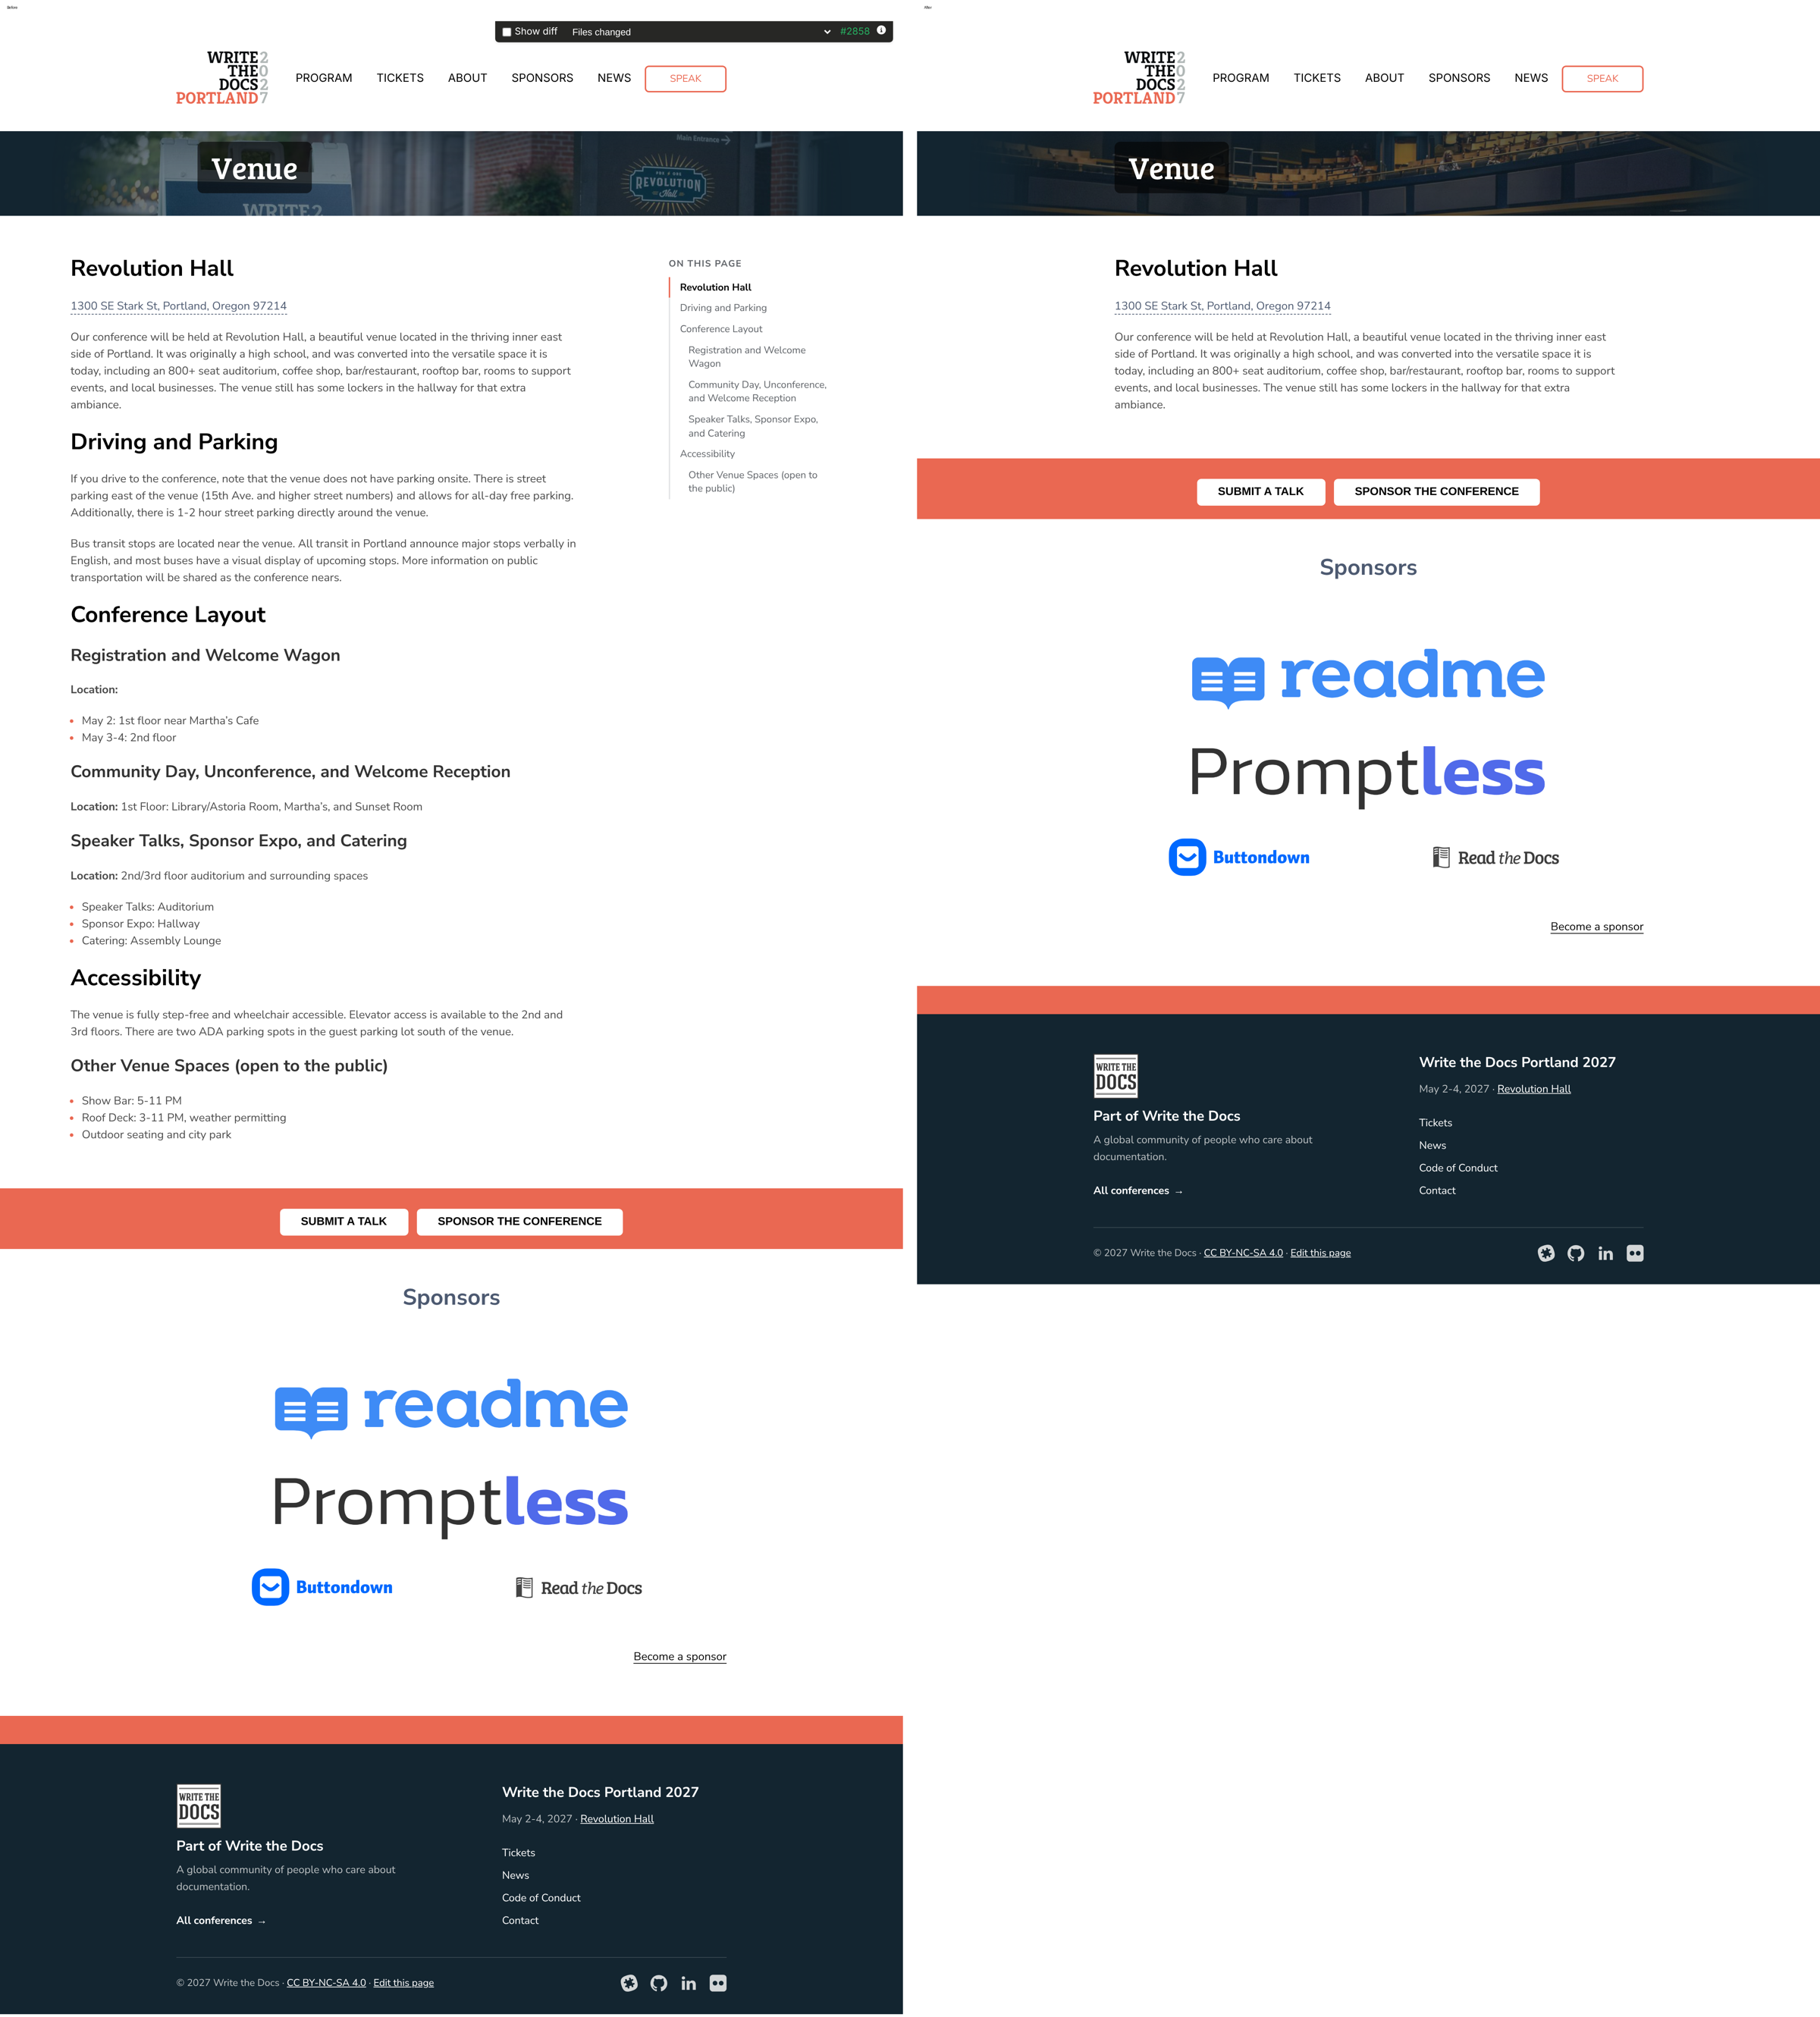 Before
Show diff Files changed #2858
WRITE 2
THE 0
DOCS 2
PORTLAND 7
PROGRAM TICKETS ABOUT SPONSORS NEWS SPEAK
Main Entrance
Venue
REVOLUTION
Hall
WRITE 2
Revolution Hall
1300 SE Stark St, Portland, Oregon 97214
Our conference will be held at Revolution Hall, a beautiful venue located in the thriving inner east
side of Portland. It was originally a high school, and was converted into the versatile space it is
today, including an 800+ seat auditorium, coffee shop, bar/restaurant, rooftop bar, rooms to support
events, and local businesses. The venue still has some lockers in the hallway for that extra
ambiance.
Driving and Parking
If you drive to the conference, note that the venue does not have parking onsite. There is street
parking east of the venue (15th Ave. and higher street numbers) and allows for all-day free parking.
Additionally, there is 1-2 hour street parking directly around the venue.
Bus transit stops are located near the venue. All transit in Portland announce major stops verbally in
English, and most buses have a visual display of upcoming stops. More information on public
transportation will be shared as the conference nears.
Conference Layout
Registration and Welcome Wagon
Location:
• May 2: 1st floor near Martha's Cafe
• May 3-4: 2nd floor
Community Day, Unconference, and Welcome Reception
Location: 1st Floor: Library/Astoria Room, Martha's, and Sunset Room
Speaker Talks, Sponsor Expo, and Catering
Location: 2nd/3rd floor auditorium and surrounding spaces
• Speaker Talks: Auditorium
• Sponsor Expo: Hallway
• Catering: Assembly Lounge
Accessibility
The venue is fully step-free and wheelchair accessible. Elevator access is available to the 2nd and
3rd floors. There are two ADA parking spots in the guest parking lot south of the venue.
Other Venue Spaces (open to the public)
• Show Bar: 5-11 PM
• Roof Deck: 3-11 PM, weather permitting
• Outdoor seating and city park
ON THIS PAGE
Revolution Hall
Driving and Parking
Conference Layout
Registration and Welcome
Wagon
Community Day, Unconference,
and Welcome Reception
Speaker Talks, Sponsor Expo,
and Catering
Accessibility
Other Venue Spaces (open to
the public)
SUBMIT A TALK SPONSOR THE CONFERENCE
Sponsors
readme
Promptless
Buttondown Read the Docs
Become a sponsor
WRITE THE
DOCS
Part of Write the Docs
A global community of people who care about
documentation.
All conferences →
Write the Docs Portland 2027
May 2-4, 2027 · Revolution Hall
Tickets
News
Code of Conduct
Contact
© 2027 Write the Docs · CC BY-NC-SA 4.0 · Edit this page
in
After
WRITE 2
THE 0
DOCS 2
PORTLAND 7
PROGRAM TICKETS ABOUT SPONSORS NEWS SPEAK
Venue
Revolution Hall
1300 SE Stark St, Portland, Oregon 97214
Our conference will be held at Revolution Hall, a beautiful venue located in the thriving inner east
side of Portland. It was originally a high school, and was converted into the versatile space it is
today, including an 800+ seat auditorium, coffee shop, bar/restaurant, rooftop bar, rooms to support
events, and local businesses. The venue still has some lockers in the hallway for that extra
ambiance.
SUBMIT A TALK SPONSOR THE CONFERENCE
Sponsors
readme
Promptless
Buttondown Read the Docs
Become a sponsor
WRITE THE
DOCS
Part of Write the Docs
A global community of people who care about
documentation.
All conferences →
Write the Docs Portland 2027
May 2-4, 2027 · Revolution Hall
Tickets
News
Code of Conduct
Contact
© 2027 Write the Docs · CC BY-NC-SA 4.0 · Edit this page
in